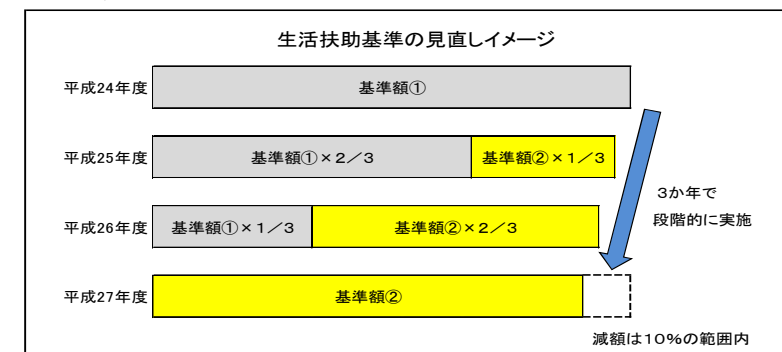 生活扶助基準の見直しイメージ
平成24年度 基準額①
平成25年度 基準額①×2／3 基準額②×1／3
3か年で
段階的に実施
平成26年度 基準額①×1／3 基準額②×2／3
平成27年度 基準額②
減額は10％の範囲内